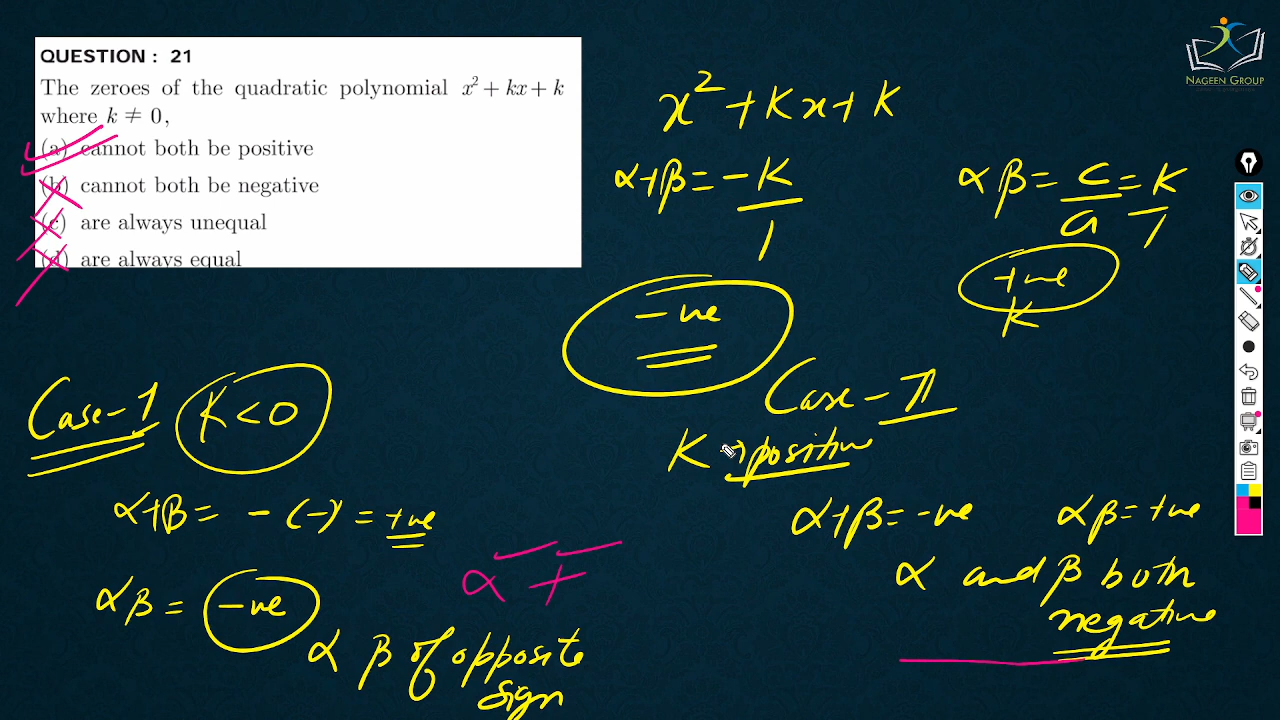 QUESTION : 21
The zeroes of the quadratic polynomial x² + kx + k
where k ≠ 0,
(a) cannot both be positive
(b) cannot both be negative
(c) are always unequal
(d) are always equal
NAGEEN GROUP
x² + Kx + K
α+β = -K/1
αβ = c/a = K/1
-ve
+ve
K
Case-1 K<0
α+β = -(-) = +ve
αβ = -ve
α β of opposite
sign
α +
Case-II
K → positive
α+β = -ve αβ = +ve
α and β both
negative